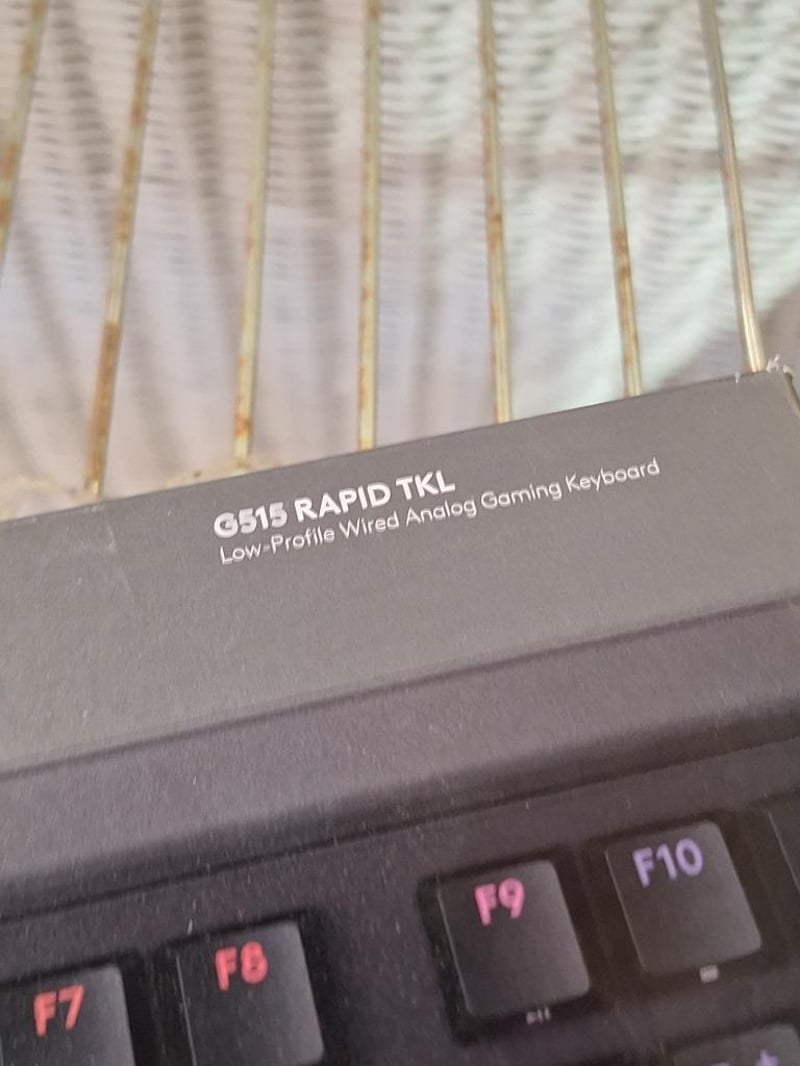 G515 RAPID TKL
Low-Profile Wired Analog Gaming Keyboard
F7 F8 F9 F10